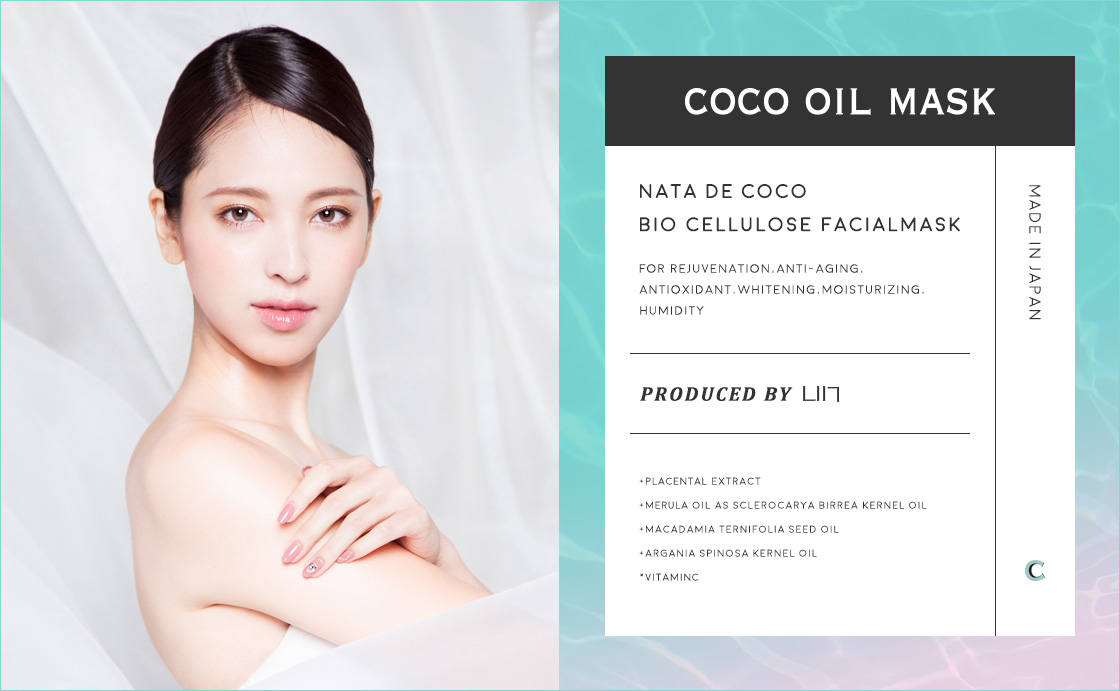 COCO OIL MASK
NATA DE COCO
BIO CELLULOSE FACIALMASK
FOR REJUVENATION.ANTI-AGING.
ANTIOXIDANT.WHITENING.MOISTURIZING.
HUMIDITY
PRODUCED BY
+PLACENTAL EXTRACT
+MERULA OIL AS SCLEROCARYA BIRREA KERNEL OIL
+MACADAMIA TERNIFOLIA SEED OIL
+ARGANIA SPINOSA KERNEL OIL
*VITAMINC
MADE IN JAPAN
C